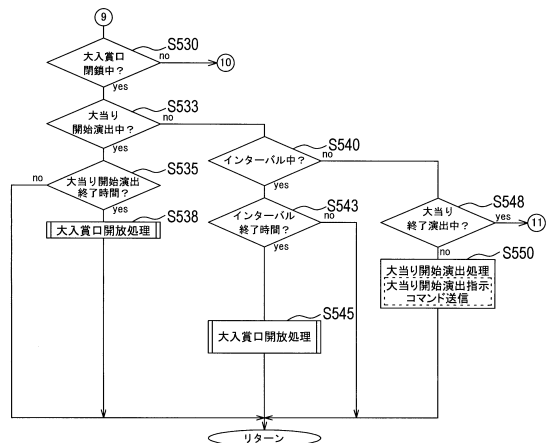 9
S530
大入賞口
閉鎖中?
no
10
yes
S533
大当り
開始演出中?
no
yes
S540
インターバル中?
no
yes
S535
no
大当り開始演出
終了時間?
yes
S538
大入賞口開放処理
S543
インターバル
終了時間?
no
yes
S548
大当り
終了演出中?
yes
11
no
S550
大当り開始演出処理
大当り開始演出指示
コマンド送信
S545
大入賞口開放処理
リターン